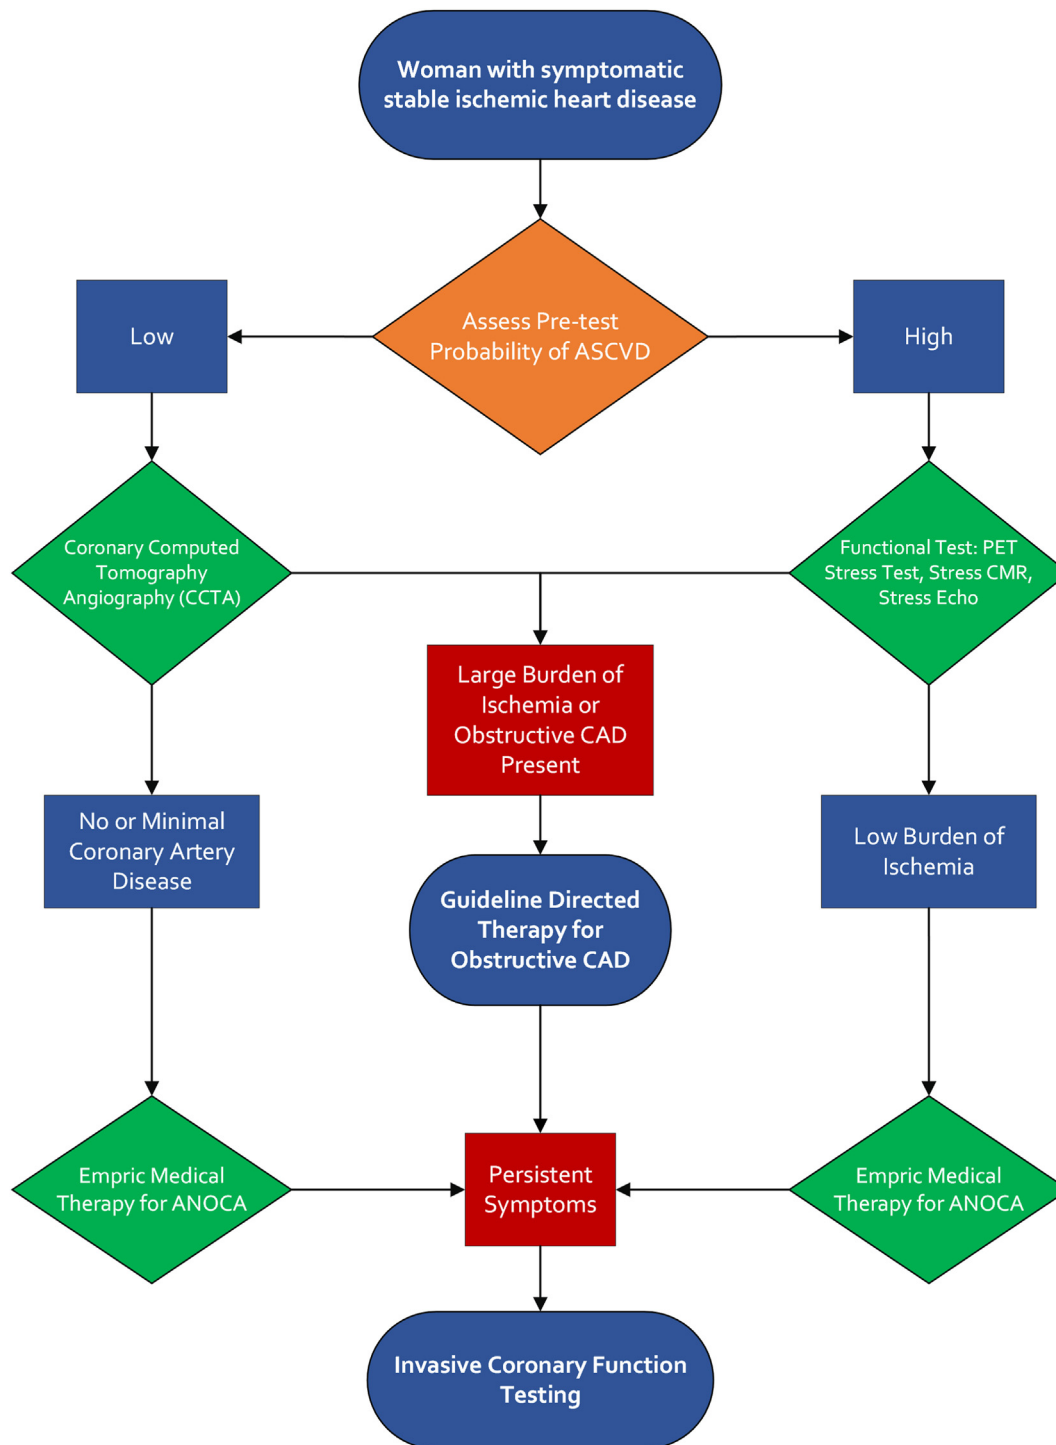 Woman with symptomatic
stable ischemic heart disease
Assess Pre-test
Probability of ASCVD
Low
High
Coronary Computed
Tomography
Angiography (CCTA)
Functional Test: PET
Stress Test, Stress CMR,
Stress Echo
Large Burden of
Ischemia or
Obstructive CAD
Present
No or Minimal
Coronary Artery
Disease
Low Burden of
Ischemia
Guideline Directed
Therapy for
Obstructive CAD
Empric Medical
Therapy for ANOCA
Persistent
Symptoms
Empric Medical
Therapy for ANOCA
Invasive Coronary Function
Testing